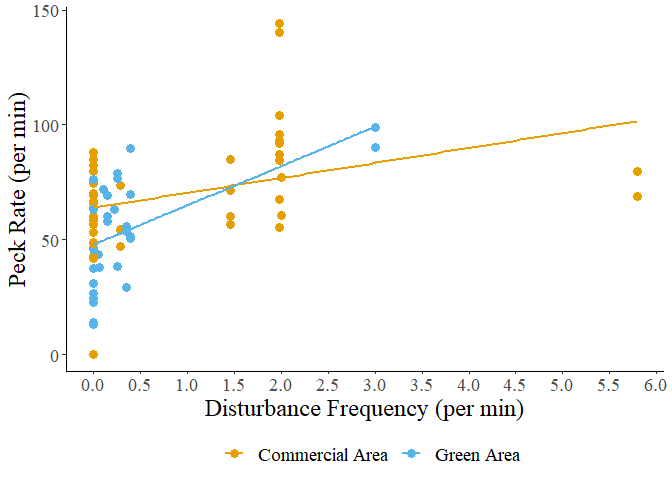 Peck Rate (per min)
150
100
50
0
0.0 0.5 1.0 1.5 2.0 2.5 3.0 3.5 4.0 4.5 5.0 5.5 6.0
Disturbance Frequency (per min)
Commercial Area Green Area